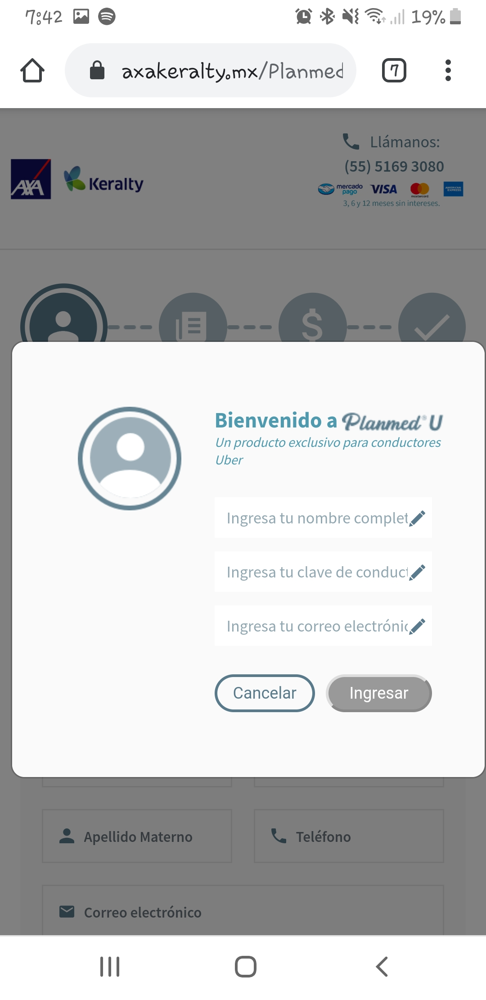 7:42
19%
axakeralty.mx/Planmed
7
Llámanos:
(55) 5169 3080
AXA
Keralty
mercado
pago
VISA
mastercard.
AMERICAN
EXPRESS
3, 6 y 12 meses sin intereses.
$
Bienvenido a Planmed® U
Un producto exclusivo para conductores
Uber
Ingresa tu nombre complet
Ingresa tu clave de conduct
Ingresa tu correo electrónic
Cancelar
Ingresar
Apellido Materno
Teléfono
Correo electrónico